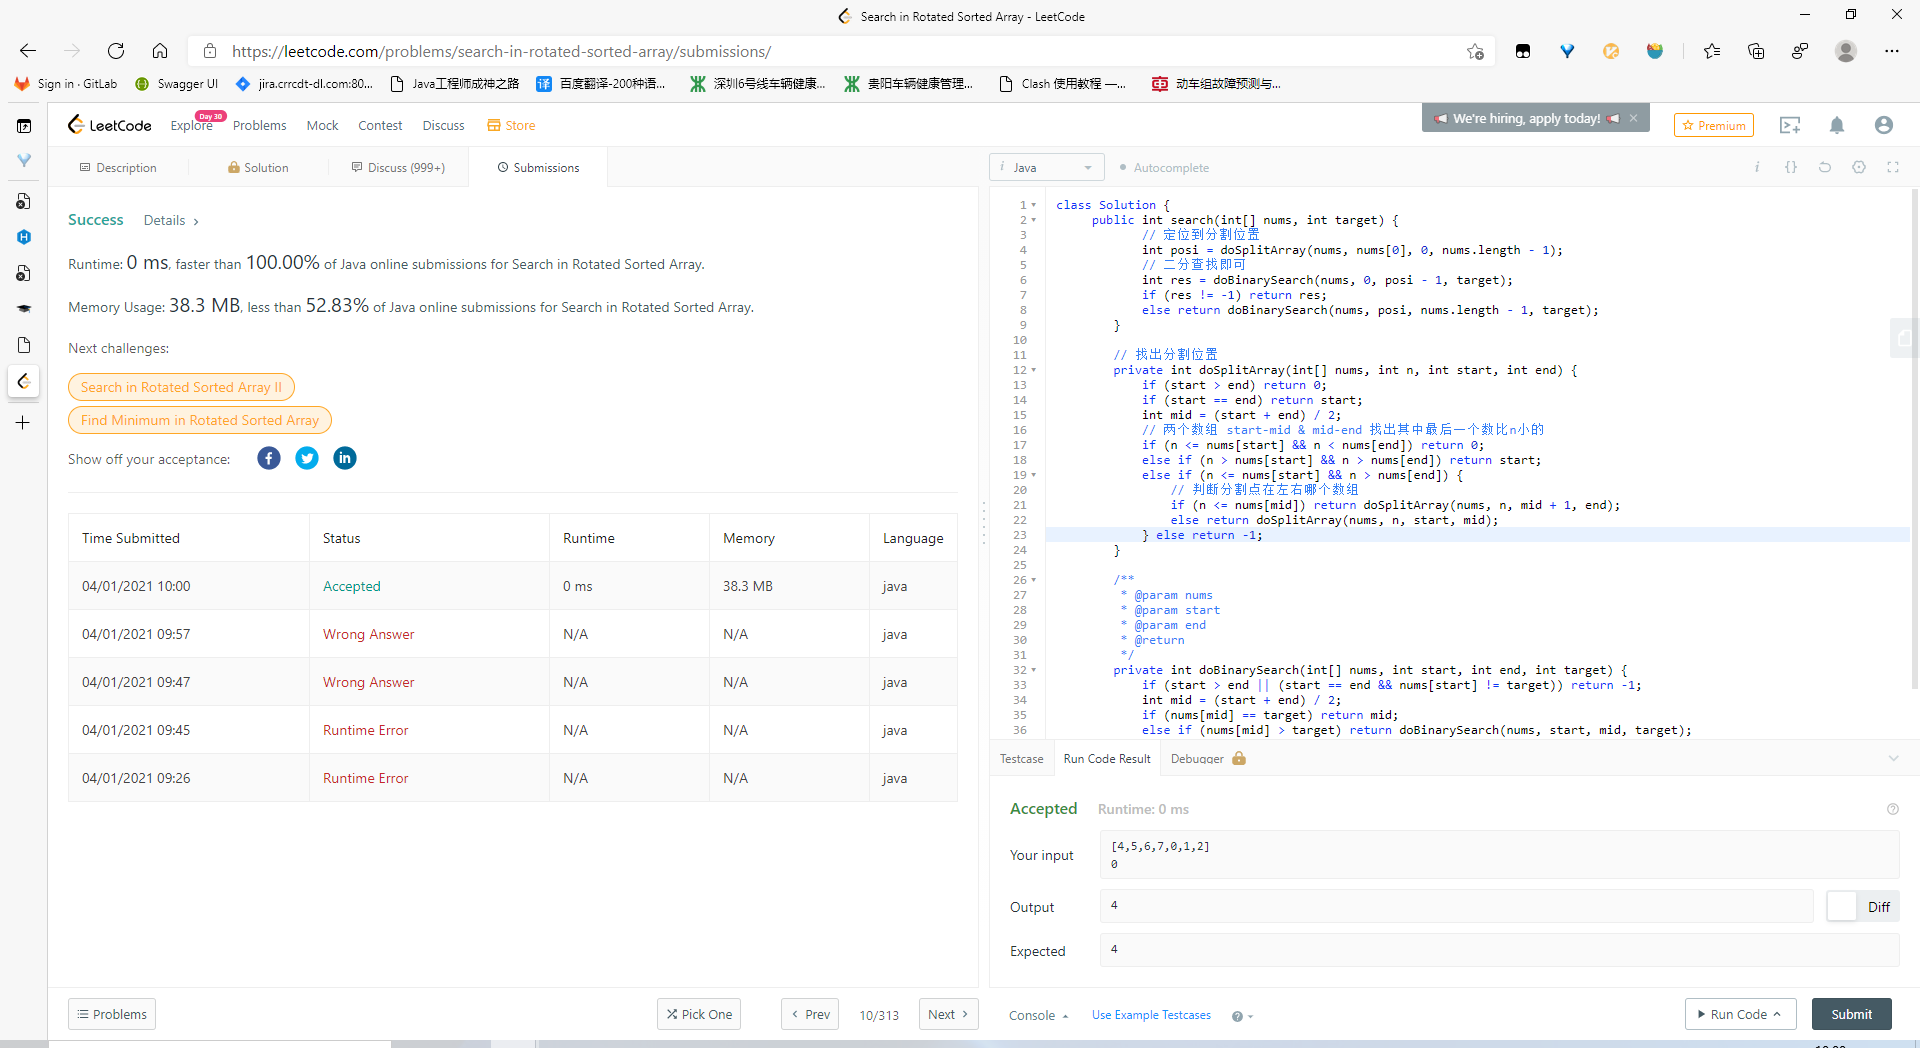 Search in Rotated Sorted Array - LeetCode
https://leetcode.com/problems/search-in-rotated-sorted-array/submissions/
Sign in · GitLab
Swagger UI
jira.crrcdt-dl.com:80...
Java工程师成神之路
译 百度翻译-200种语...
深圳6号线车辆健康...
贵阳车辆健康管理...
Clash 使用教程 —...
动车组故障预测与...
LeetCode
Explore
Day 30
Problems
Mock
Contest
Discuss
Store
We're hiring, apply today!
Premium
Description
Solution
Discuss (999+)
Submissions
Success
Details
Runtime: 0 ms, faster than 100.00% of Java online submissions for Search in Rotated Sorted Array.
Memory Usage: 38.3 MB, less than 52.83% of Java online submissions for Search in Rotated Sorted Array.
Next challenges:
Search in Rotated Sorted Array II
Find Minimum in Rotated Sorted Array
Show off your acceptance:
Time Submitted Status Runtime Memory Language
04/01/2021 10:00 Accepted 0 ms 38.3 MB java
04/01/2021 09:57 Wrong Answer N/A N/A java
04/01/2021 09:47 Wrong Answer N/A N/A java
04/01/2021 09:45 Runtime Error N/A N/A java
04/01/2021 09:26 Runtime Error N/A N/A java
Problems
Pick One
Prev
10/313
Next
i Java
Autocomplete
1 class Solution {
2 public int search(int[] nums, int target) {
3 // 定位到分割位置
4 int posi = doSplitArray(nums, nums[0], 0, nums.length - 1);
5 // 二分查找即可
6 int res = doBinarySearch(nums, 0, posi - 1, target);
7 if (res != -1) return res;
8 else return doBinarySearch(nums, posi, nums.length - 1, target);
9 }
10
11 // 找出分割位置
12 private int doSplitArray(int[] nums, int n, int start, int end) {
13 if (start > end) return 0;
14 if (start == end) return start;
15 int mid = (start + end) / 2;
16 // 两个数组 start-mid & mid-end 找出其中最后一个数比n小的
17 if (n <= nums[start] && n < nums[end]) return 0;
18 else if (n > nums[start] && n > nums[end]) return start;
19 else if (n <= nums[start] && n > nums[end]) {
20 // 判断分割点在左右哪个数组
21 if (n <= nums[mid]) return doSplitArray(nums, n, mid + 1, end);
22 else return doSplitArray(nums, n, start, mid);
23 } else return -1;
24 }
25
26 /**
27 * @param nums
28 * @param start
29 * @param end
30 * @return
31 */
32 private int doBinarySearch(int[] nums, int start, int end, int target) {
33 if (start > end || (start == end && nums[start] != target)) return -1;
34 int mid = (start + end) / 2;
35 if (nums[mid] == target) return mid;
36 else if (nums[mid] > target) return doBinarySearch(nums, start, mid, target);
Testcase
Run Code Result
Debugger
Accepted
Runtime: 0 ms
Your input
[4,5,6,7,0,1,2]
0
Output
4
Diff
Expected
4
Console
Use Example Testcases
Run Code
Submit